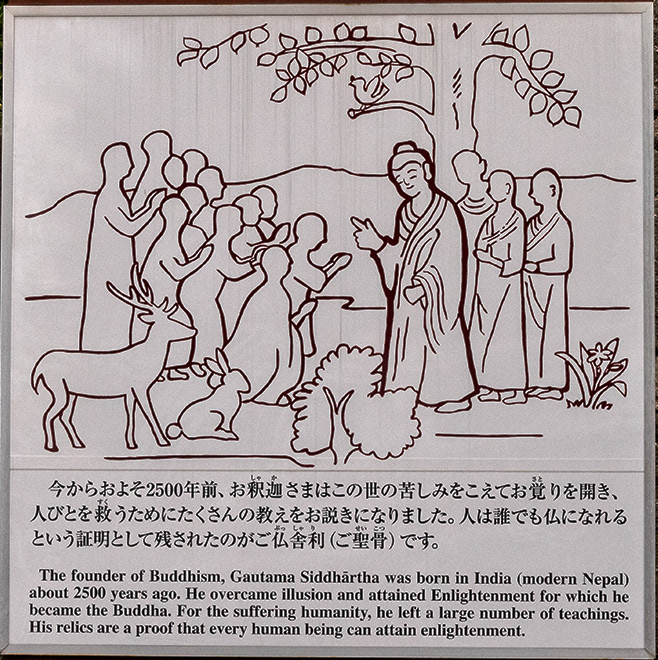 今からおよそ2500年前、お釈迦さまはこの世の苦しみをこえてお覚りを開き、
人びとを救うためにたくさんの教えをお説きになりました。人は誰でも仏になれる
という証明として残されたのがご仏舎利(ご聖骨)です。
The founder of Buddhism, Gautama Siddhārtha was born in India (modern Nepal)
about 2500 years ago. He overcame illusion and attained Enlightenment for which he
became the Buddha. For the suffering humanity, he left a large number of teachings.
His relics are a proof that every human being can attain enlightenment.